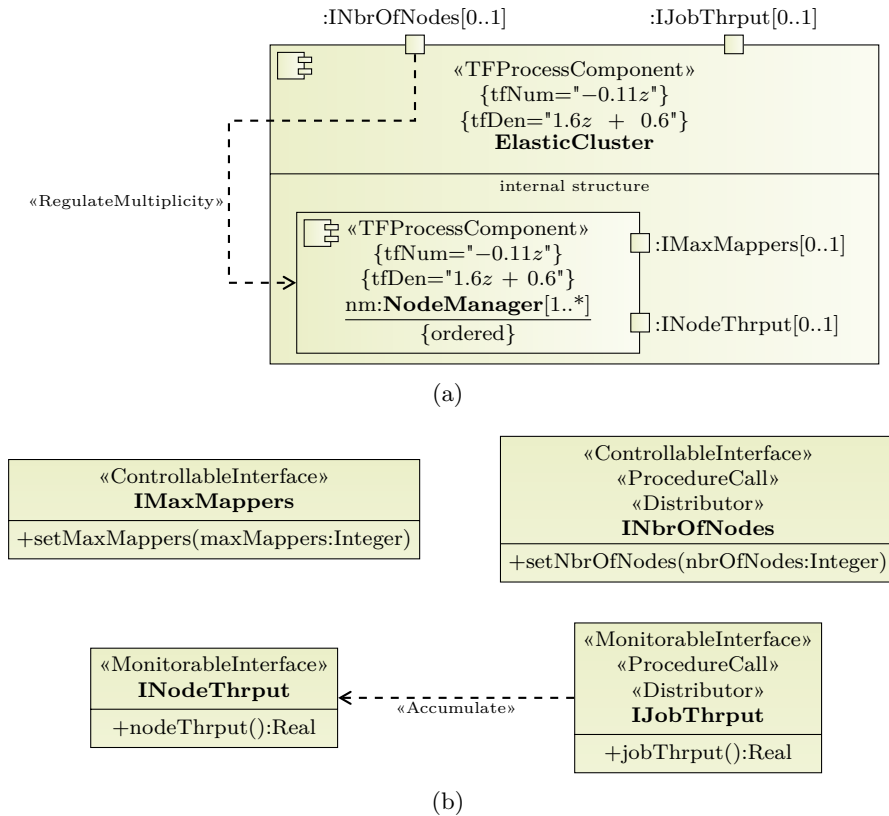 :INbrOfNodes[0..1]
:IJobThrput[0..1]
«TFProcessComponent»
{tfNum="−0.11z"}
{tfDen="1.6z + 0.6"}
ElasticCluster
«RegulateMultiplicity»
internal structure
«TFProcessComponent»
{tfNum="−0.11z"}
{tfDen="1.6z + 0.6"}
nm:NodeManager[1..*]
{ordered}
:IMaxMappers[0..1]
:INodeThrput[0..1]
(a)
«ControllableInterface»
IMaxMappers
+setMaxMappers(maxMappers:Integer)
«ControllableInterface»
«ProcedureCall»
«Distributor»
INbrOfNodes
+setNbrOfNodes(nbrOfNodes:Integer)
«MonitorableInterface»
INodeThrput
+nodeThrput():Real
«Accumulate»
«MonitorableInterface»
«ProcedureCall»
«Distributor»
IJobThrput
+jobThrput():Real
(b)